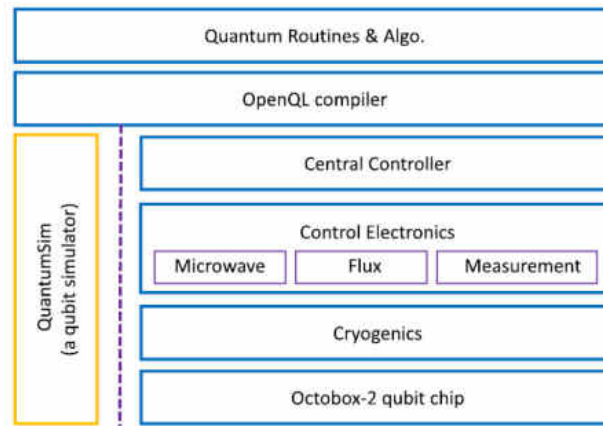 Quantum Routines & Algo.
OpenQL compiler
QuantumSim
(a qubit simulator)
Central Controller
Control Electronics
Microwave
Flux
Measurement
Cryogenics
Octobox-2 qubit chip